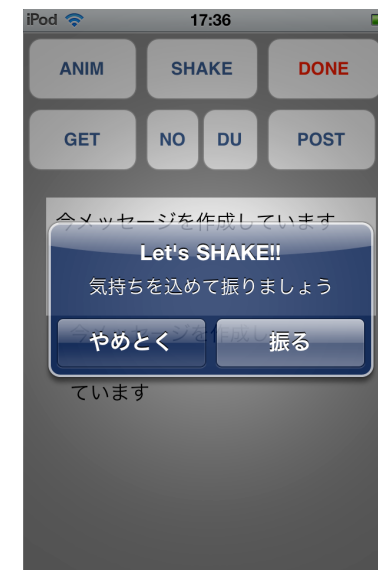 iPod 17:36
ANIM SHAKE DONE
GET NO DU POST
今メッセージを作成しています
Let's SHAKE!!
気持ちを込めて振りましょう
やめとく 振る
ています